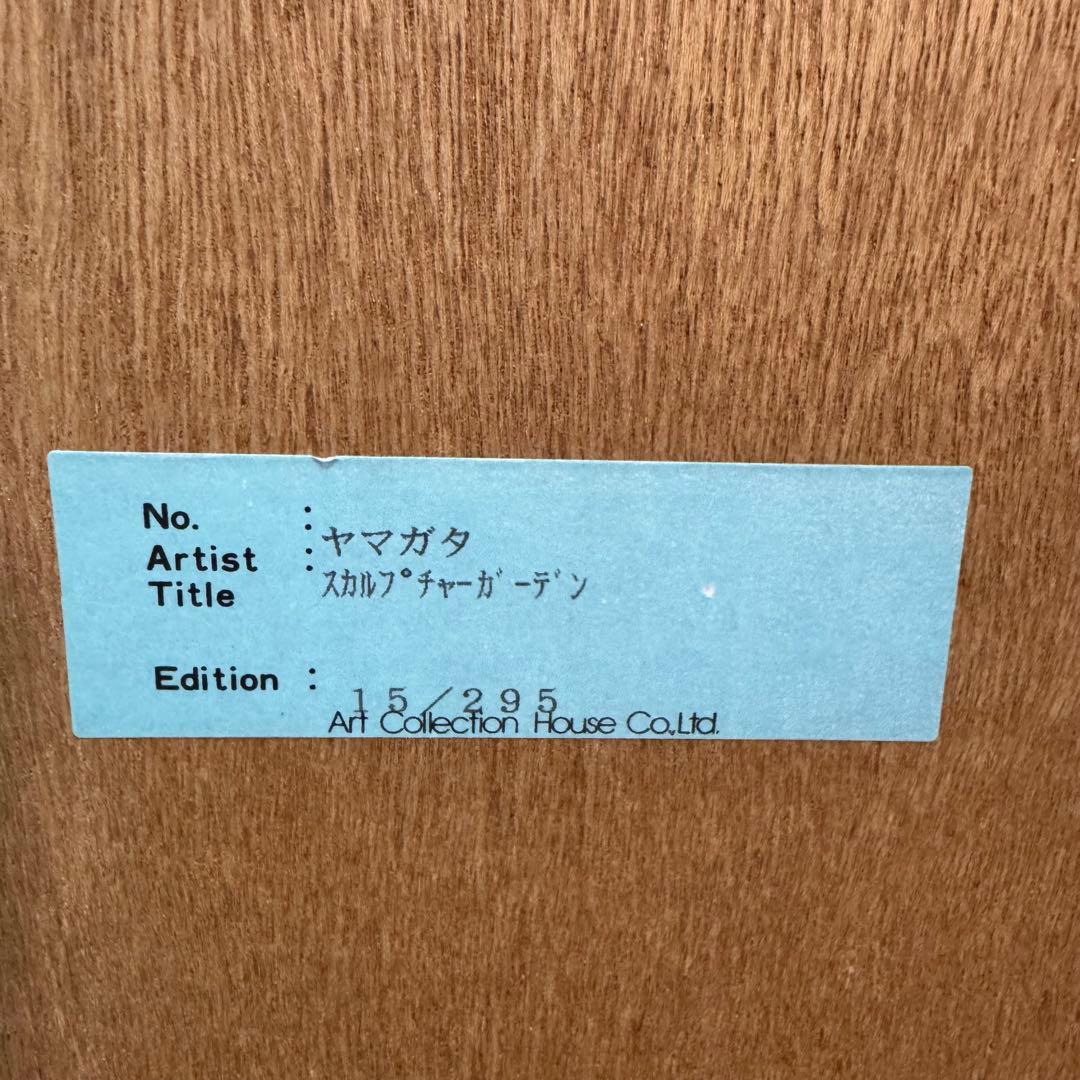 No. :
Artist : ヤマガタ
Title スカルプチャーガーデン
Edition : 15/295
Art Collection House Co.,Ltd.